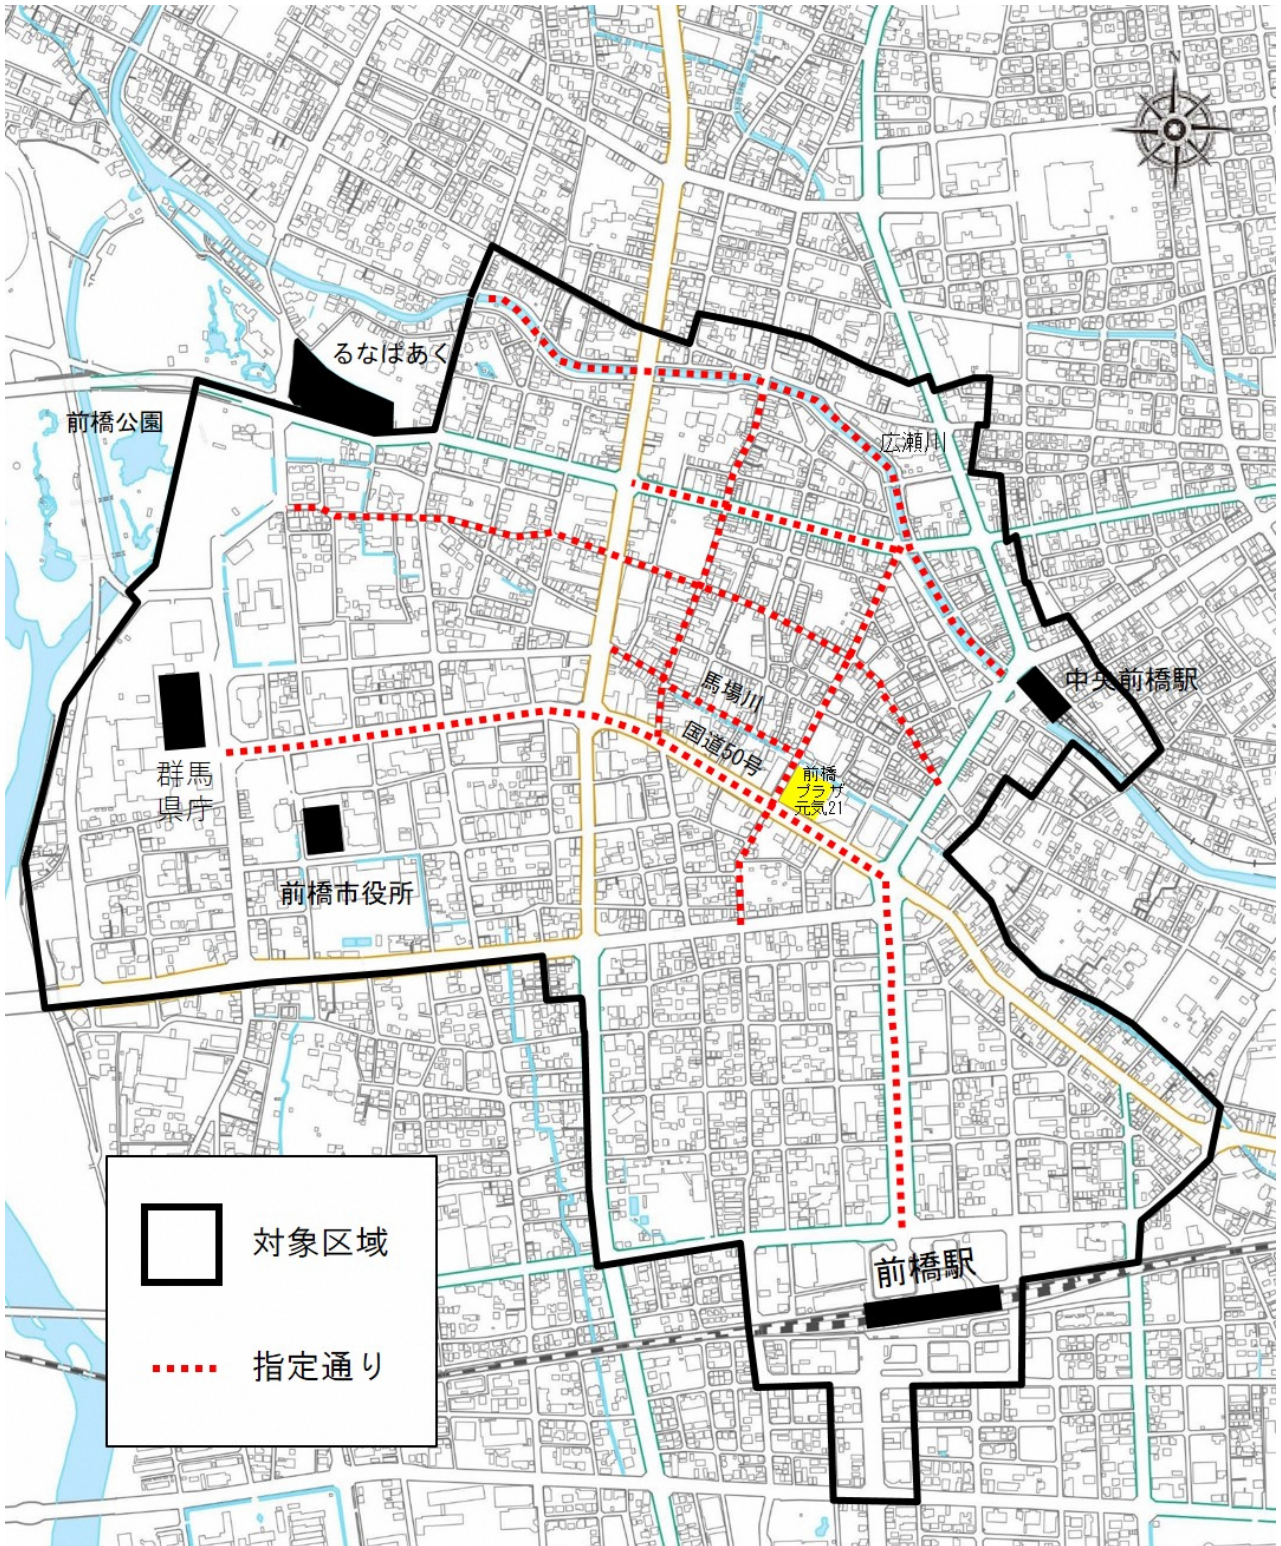 N
るなぱあく
前橋公園
広瀬川
中央前橋駅
馬場川
国道50号
群馬
県庁
前橋
プラザ
元気21
前橋市役所
対象区域
前橋駅
指定通り